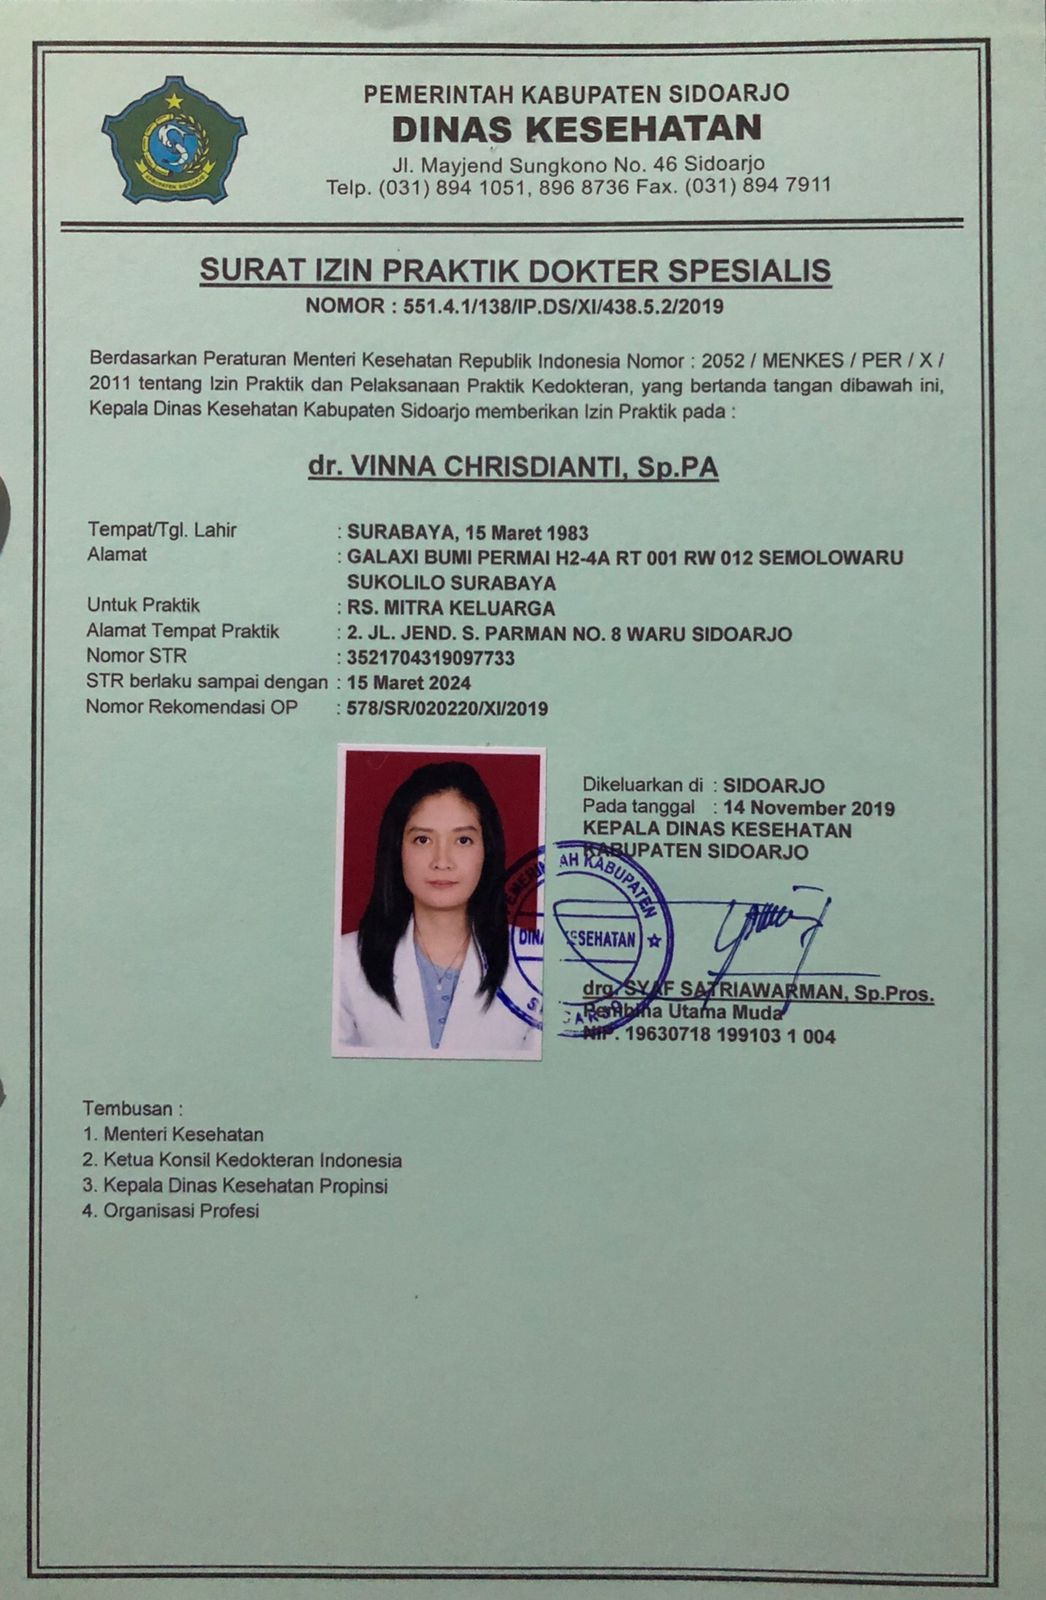 PEMERINTAH KABUPATEN SIDOARJO
DINAS KESEHATAN
Jl. Mayjend Sungkono No. 46 Sidoarjo
Telp. (031) 894 1051, 896 8736 Fax. (031) 894 7911
KABUPATEN SIDOARJO
SURAT IZIN PRAKTIK DOKTER SPESIALIS
NOMOR : 551.4.1/138/IP.DS/XI/438.5.2/2019
Berdasarkan Peraturan Menteri Kesehatan Republik Indonesia Nomor : 2052 / MENKES / PER / X /
2011 tentang Izin Praktik dan Pelaksanaan Praktik Kedokteran, yang bertanda tangan dibawah ini,
Kepala Dinas Kesehatan Kabupaten Sidoarjo memberikan Izin Praktik pada :
dr. VINNA CHRISDIANTI, Sp.PA
Tempat/Tgl. Lahir : SURABAYA, 15 Maret 1983
Alamat : GALAXI BUMI PERMAI H2-4A RT 001 RW 012 SEMOLOWARU
SUKOLILO SURABAYA
Untuk Praktik : RS. MITRA KELUARGA
Alamat Tempat Praktik : 2. JL. JEND. S. PARMAN NO. 8 WARU SIDOARJO
Nomor STR : 3521704319097733
STR berlaku sampai dengan : 15 Maret 2024
Nomor Rekomendasi OP : 578/SR/020220/XI/2019
Dikeluarkan di : SIDOARJO
Pada tanggal : 14 November 2019
KEPALA DINAS KESEHATAN
KABUPATEN SIDOARJO
drg. SYAF SATRIAWARMAN, Sp.Pros.
Pembina Utama Muda
NIP. 19630718 199103 1 004
Tembusan :
1. Menteri Kesehatan
2. Ketua Konsil Kedokteran Indonesia
3. Kepala Dinas Kesehatan Propinsi
4. Organisasi Profesi